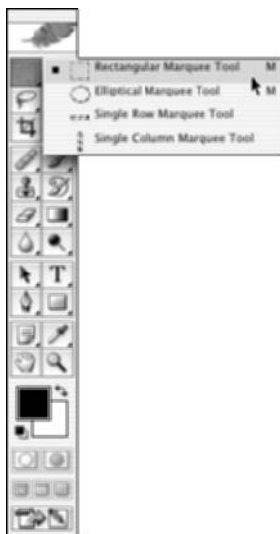 Rectangular Marquee Tool M
Elliptical Marquee Tool M
Single Row Marquee Tool
Single Column Marquee Tool
T